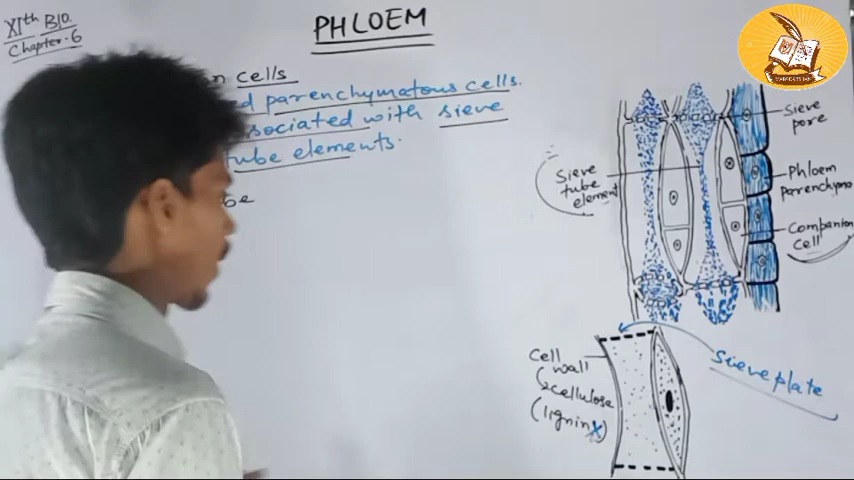 XIth BIO.
Chapter-6
PHLOEM
cells
parenchymatous cells.
with sieve
tube elements.
be
Sieve
pore
Sieve
tube
element
Phloem
parenchyma
Companion
cell
Cell
wall
cellulose
(lignin X)
Sieve plate